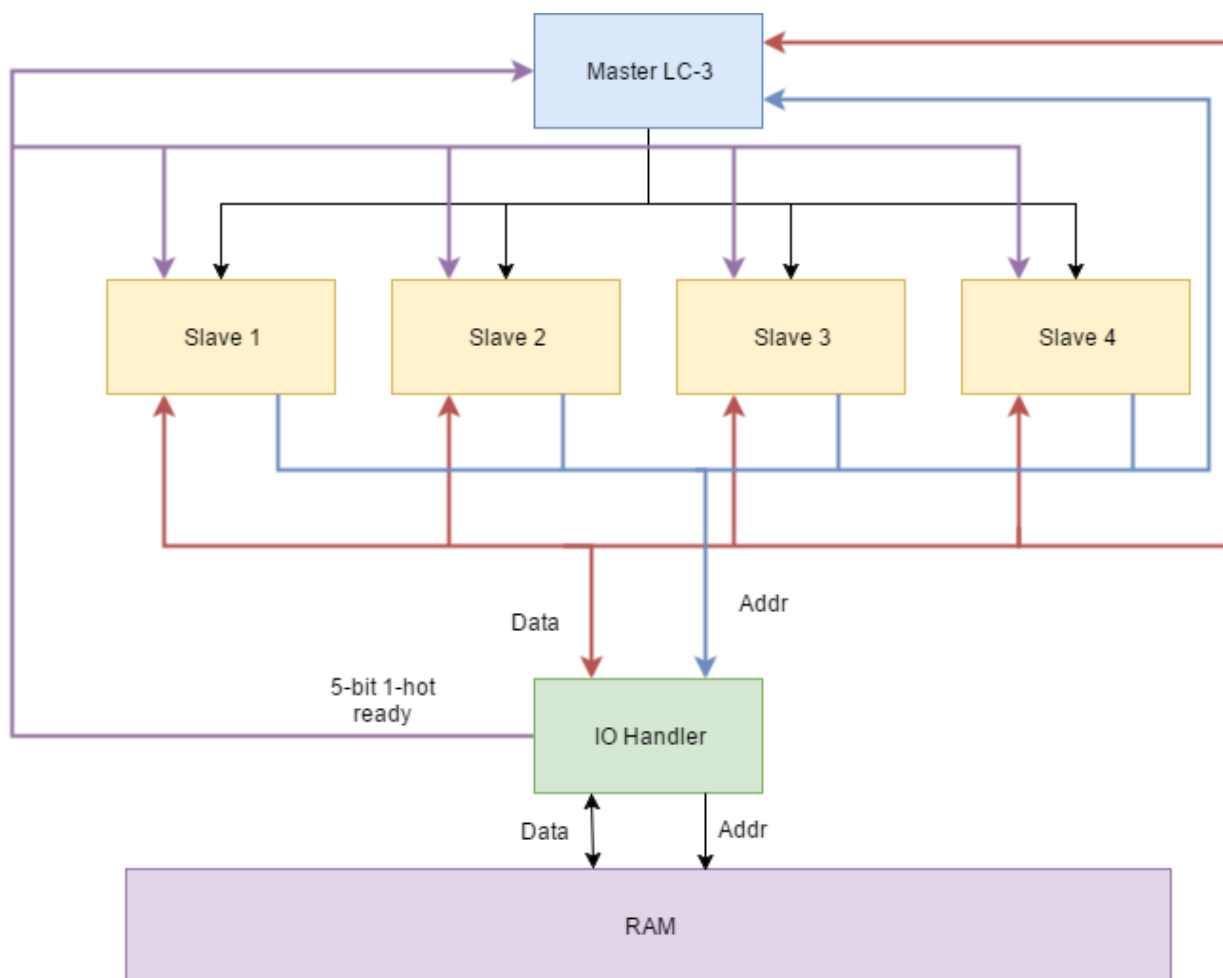 Master LC-3
Slave 1
Slave 2
Slave 3
Slave 4
Data
Addr
5-bit 1-hot
ready
IO Handler
Data
Addr
RAM